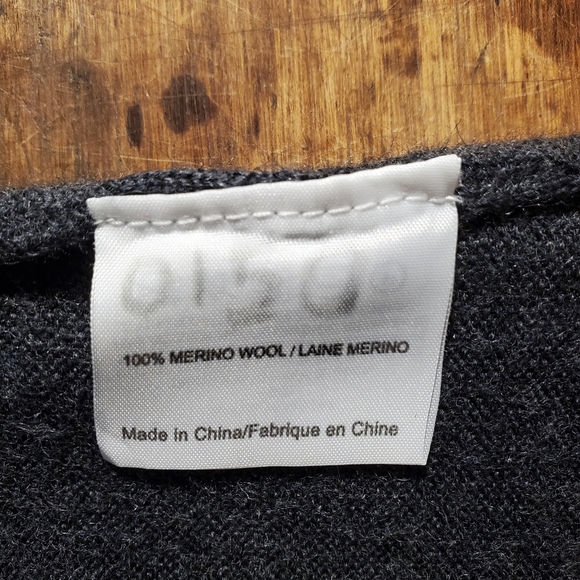 100% MERINO WOOL / LAINE MERINO
Made in China/Fabrique en Chine